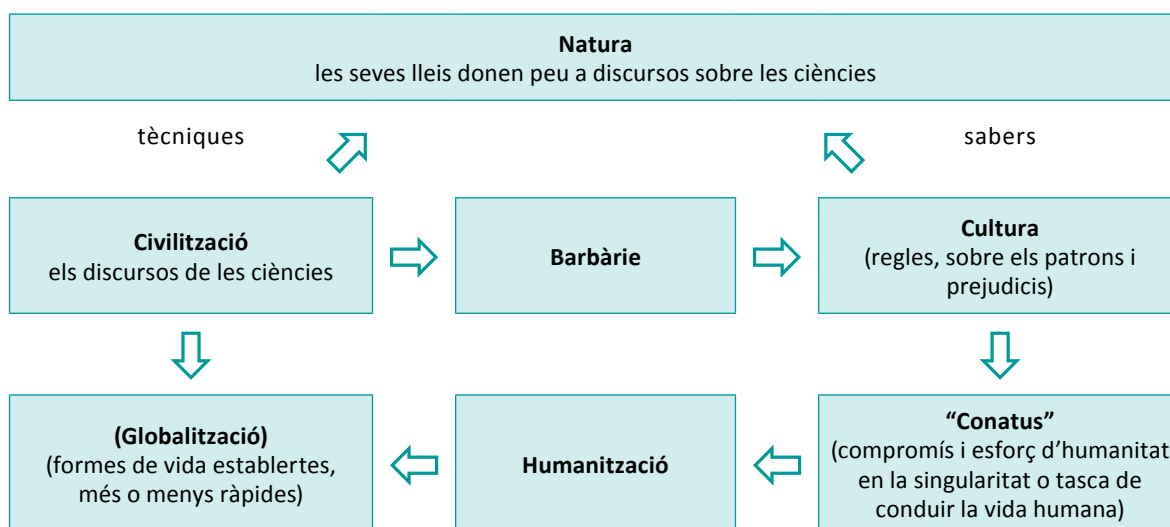 Natura
les seves lleis donen peu a discursos sobre les ciències
tècniques
sabers
Civilització
els discursos de les ciències
Barbàrie
Cultura
(regles, sobre els patrons i
prejudicis)
(Globalització)
(formes de vida establertes,
més o menys ràpides)
Humanització
“Conatus”
(compromís i esforç d’humanitat
en la singularitat o tasca de
conduir la vida humana)